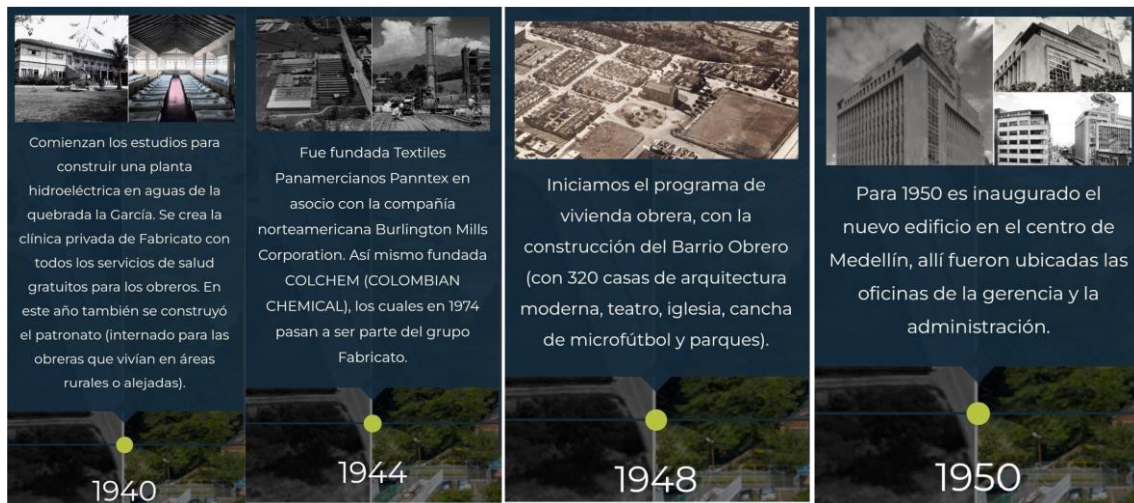 Comienzan los estudios para
construir una planta
hidroeléctrica en aguas de la
quebrada la García. Se crea la
clínica privada de Fabricato con
todos los servicios de salud
gratuitos para los obreros. En
este año también se construyó
el patronato (internado para las
obreras que vivían en áreas
rurales o alejadas).
1940
Fue fundada Textiles
Panamercianos Panntex en
asocio con la compañía
norteamericana Burlington Mills
Corporation. Así mismo fundada
COLCHEM (COLOMBIAN
CHEMICAL), los cuales en 1974
pasan a ser parte del grupo
Fabricato.
1944
Iniciamos el programa de
vivienda obrera, con la
construcción del Barrio Obrero
(con 320 casas de arquitectura
moderna, teatro, iglesia, cancha
de microfútbol y parques).
1948
Para 1950 es inaugurado el
nuevo edificio en el centro de
Medellín, allí fueron ubicadas las
oficinas de la gerencia y la
administración.
1950